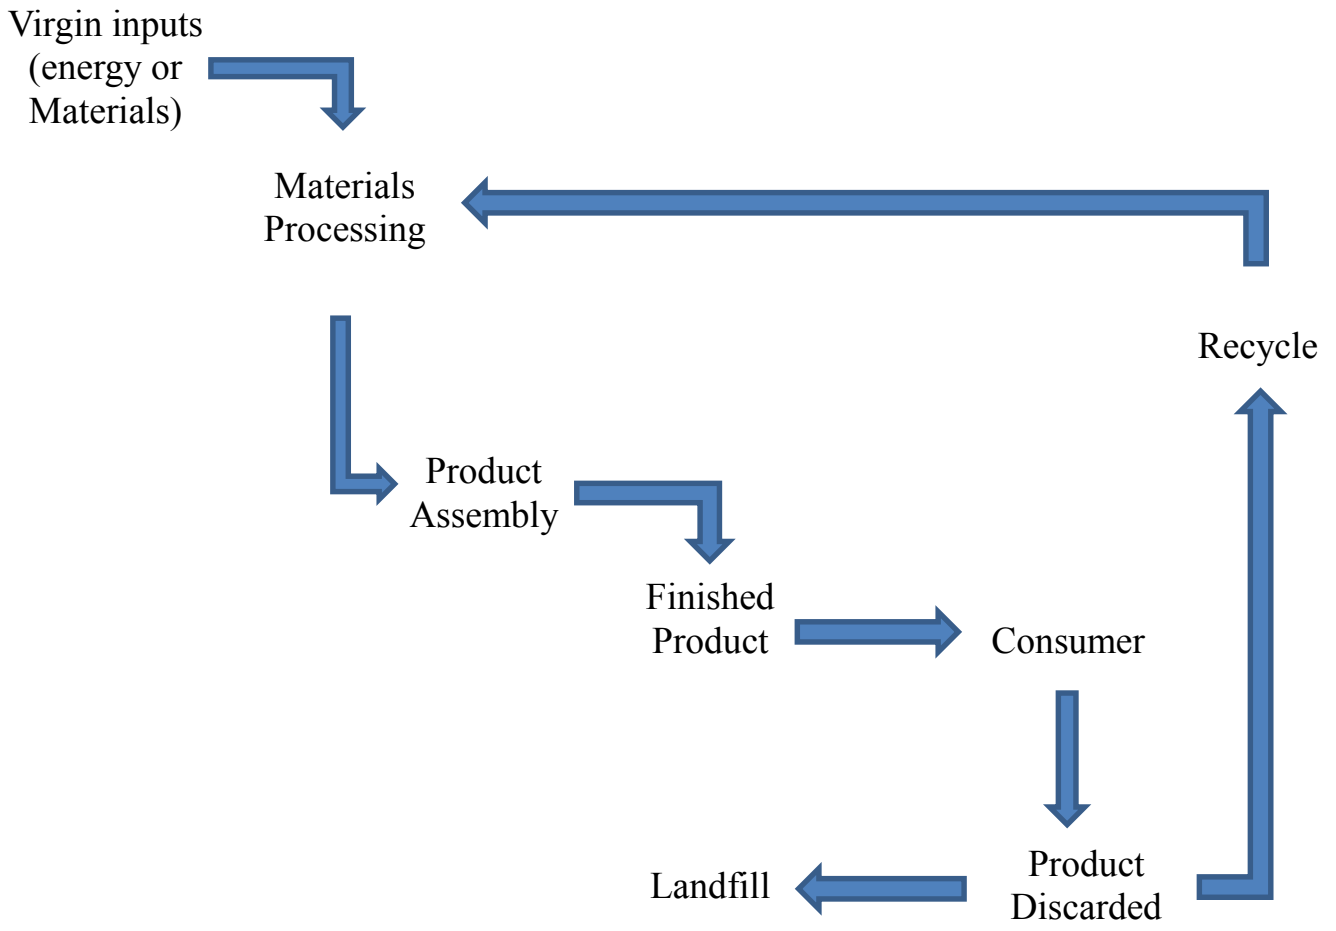 Virgin inputs
(energy or
Materials)
Materials
Processing
Recycle
Product
Assembly
Finished
Product
Consumer
Landfill
Product
Discarded